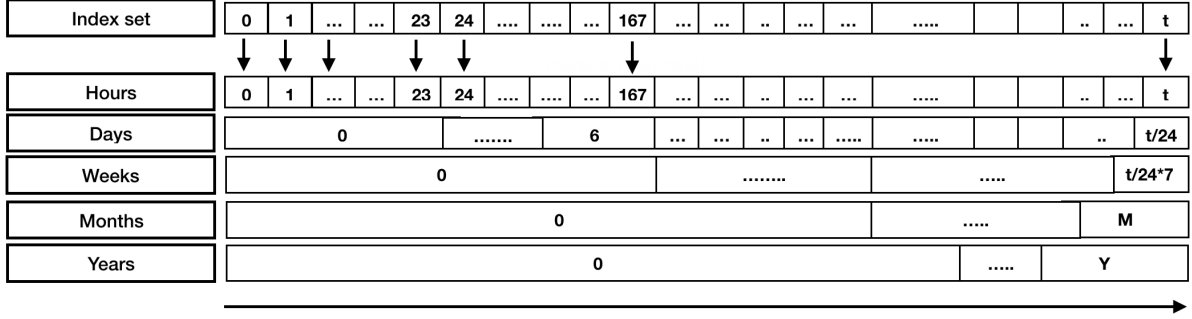 Index set 0 1 ... ... 23 24 .... .... ... 167 ... ... .. ... ... ..... .. ... t
Hours 0 1 ... ... 23 24 .... .... ... 167 ... ... .. ... ... ..... .. ... t
Days 0 ....... 6 ... ... .. ... ..... ..... .. t/24
Weeks 0 ........ ..... t/24*7
Months 0 ..... M
Years 0 ..... Y